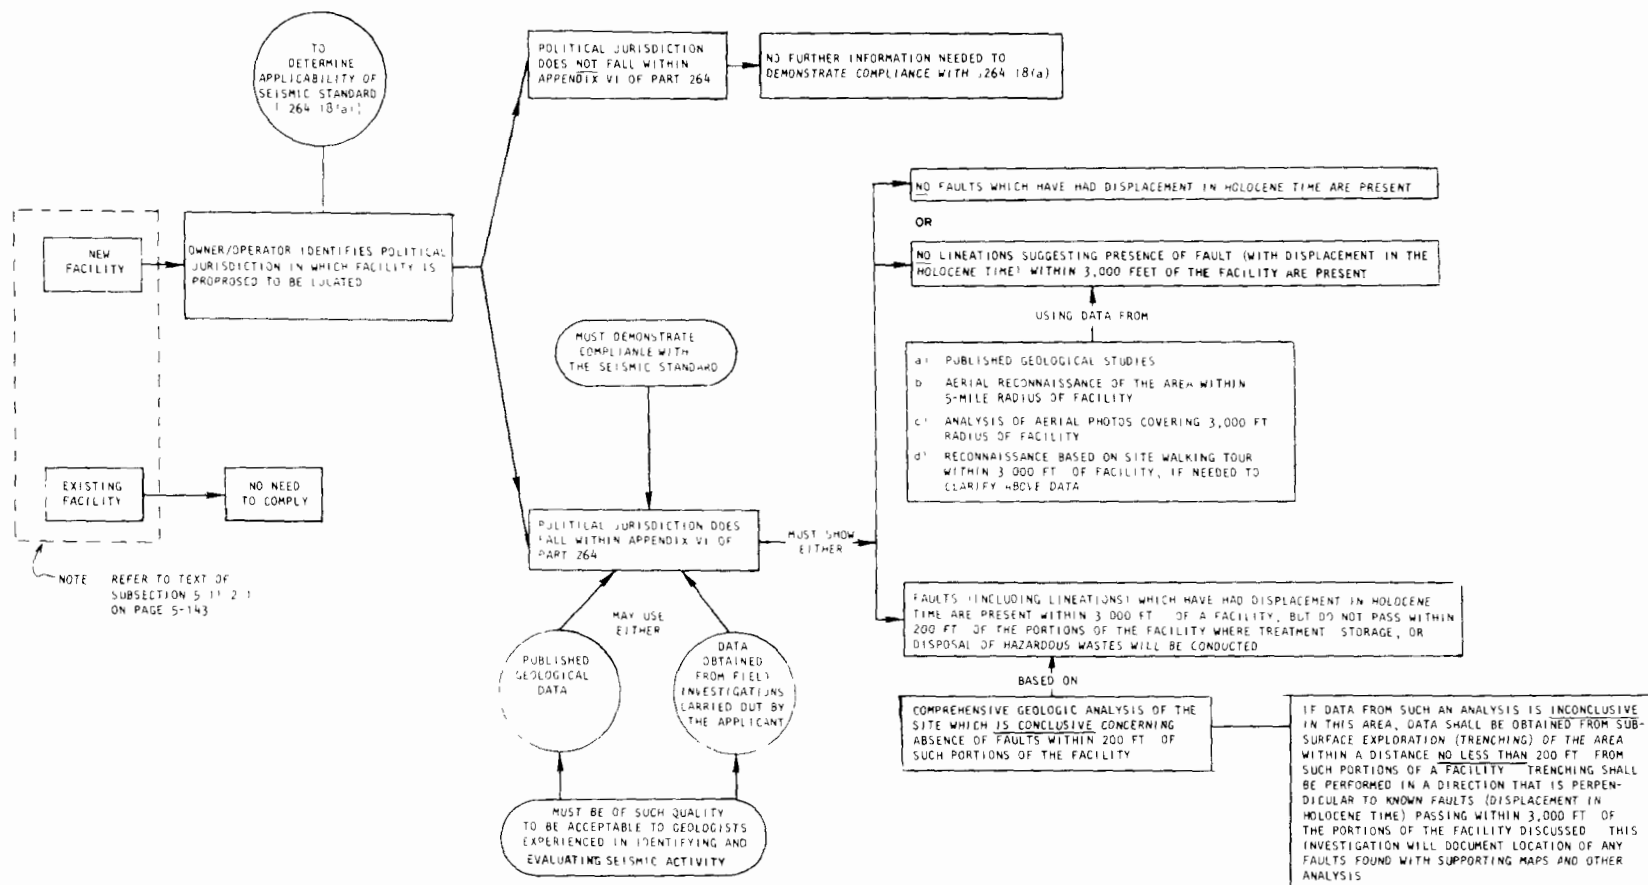 TO
DETERMINE
APPLICABILITY OF
SEISMIC STANDARD
( 264 18(a))
POLITICAL JURISDICTION
DOES NOT FALL WITHIN
APPENDIX VI OF PART 264
NO FURTHER INFORMATION NEEDED TO
DEMONSTRATE COMPLIANCE WITH 264 18(a)
NEW
FACILITY
OWNER/OPERATOR IDENTIFIES POLITICAL
JURISDICTION IN WHICH FACILITY IS
PROPROSED TO BE LOCATED
EXISTING
FACILITY
NO NEED
TO COMPLY
NOTE REFER TO TEXT OF
SUBSECTION 5 11 2 1
ON PAGE 5-143
MUST DEMONSTRATE
COMPLIANCE WITH
THE SEISMIC STANDARD
POLITICAL JURISDICTION DOES
FALL WITHIN APPENDIX VI OF
PART 264
MUST SHOW
EITHER
MAY USE
EITHER
PUBLISHED
GEOLOGICAL
DATA
DATA
OBTAINED
FROM FIELD
INVESTIGATIONS
CARRIED OUT BY
THE APPLICANT
MUST BE OF SUCH QUALITY
TO BE ACCEPTABLE TO GEOLOGISTS
EXPERIENCED IN IDENTIFYING AND
EVALUATING SEISMIC ACTIVITY
NO FAULTS WHICH HAVE HAD DISPLACEMENT IN HOLOCENE TIME ARE PRESENT
OR
NO LINEATIONS SUGGESTING PRESENCE OF FAULT (WITH DISPLACEMENT IN THE
HOLOCENE TIME) WITHIN 3,000 FEET OF THE FACILITY ARE PRESENT
USING DATA FROM
a) PUBLISHED GEOLOGICAL STUDIES
b AERIAL RECONNAISSANCE OF THE AREA WITHIN
5-MILE RADIUS OF FACILITY
c) ANALYSIS OF AERIAL PHOTOS COVERING 3,000 FT
RADIUS OF FACILITY
d) RECONNAISSANCE BASED ON SITE WALKING TOUR
WITHIN 3 000 FT OF FACILITY, IF NEEDED TO
CLARIFY ABOVE DATA
FAULTS (INCLUDING LINEATIONS) WHICH HAVE HAD DISPLACEMENT IN HOLOCENE
TIME ARE PRESENT WITHIN 3 000 FT OF A FACILITY, BUT DO NOT PASS WITHIN
200 FT OF THE PORTIONS OF THE FACILITY WHERE TREATMENT STORAGE, OR
DISPOSAL OF HAZARDOUS WASTES WILL BE CONDUCTED
BASED ON
COMPREHENSIVE GEOLOGIC ANALYSIS OF THE
SITE WHICH IS CONCLUSIVE CONCERNING
ABSENCE OF FAULTS WITHIN 200 FT OF
SUCH PORTIONS OF THE FACILITY
IF DATA FROM SUCH AN ANALYSIS IS INCONCLUSIVE
IN THIS AREA, DATA SHALL BE OBTAINED FROM SUB-
SURFACE EXPLORATION (TRENCHING) OF THE AREA
WITHIN A DISTANCE NO LESS THAN 200 FT FROM
SUCH PORTIONS OF A FACILITY TRENCHING SHALL
BE PERFORMED IN A DIRECTION THAT IS PERPEN-
DICULAR TO KNOWN FAULTS (DISPLACEMENT IN
HOLOCENE TIME) PASSING WITHIN 3,000 FT OF
THE PORTIONS OF THE FACILITY DISCUSSED THIS
INVESTIGATION WILL DOCUMENT LOCATION OF ANY
FAULTS FOUND WITH SUPPORTING MAPS AND OTHER
ANALYSIS